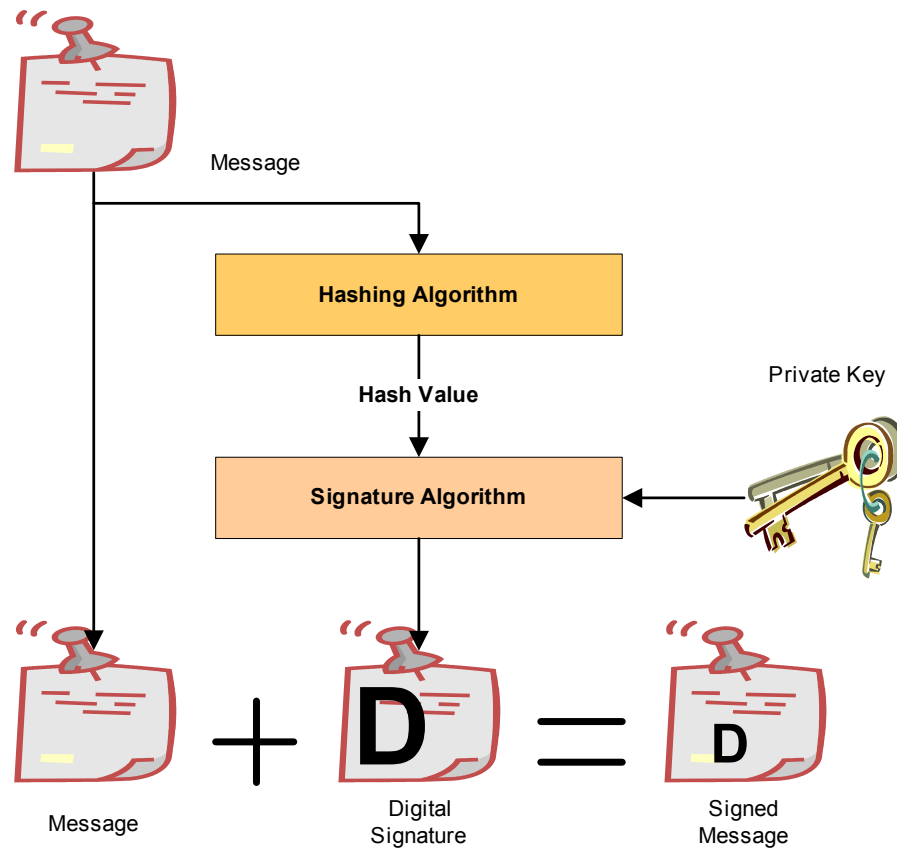 Message
Hashing Algorithm
Hash Value
Private Key
Signature Algorithm
D
D
Message
Digital
Signature
Signed
Message